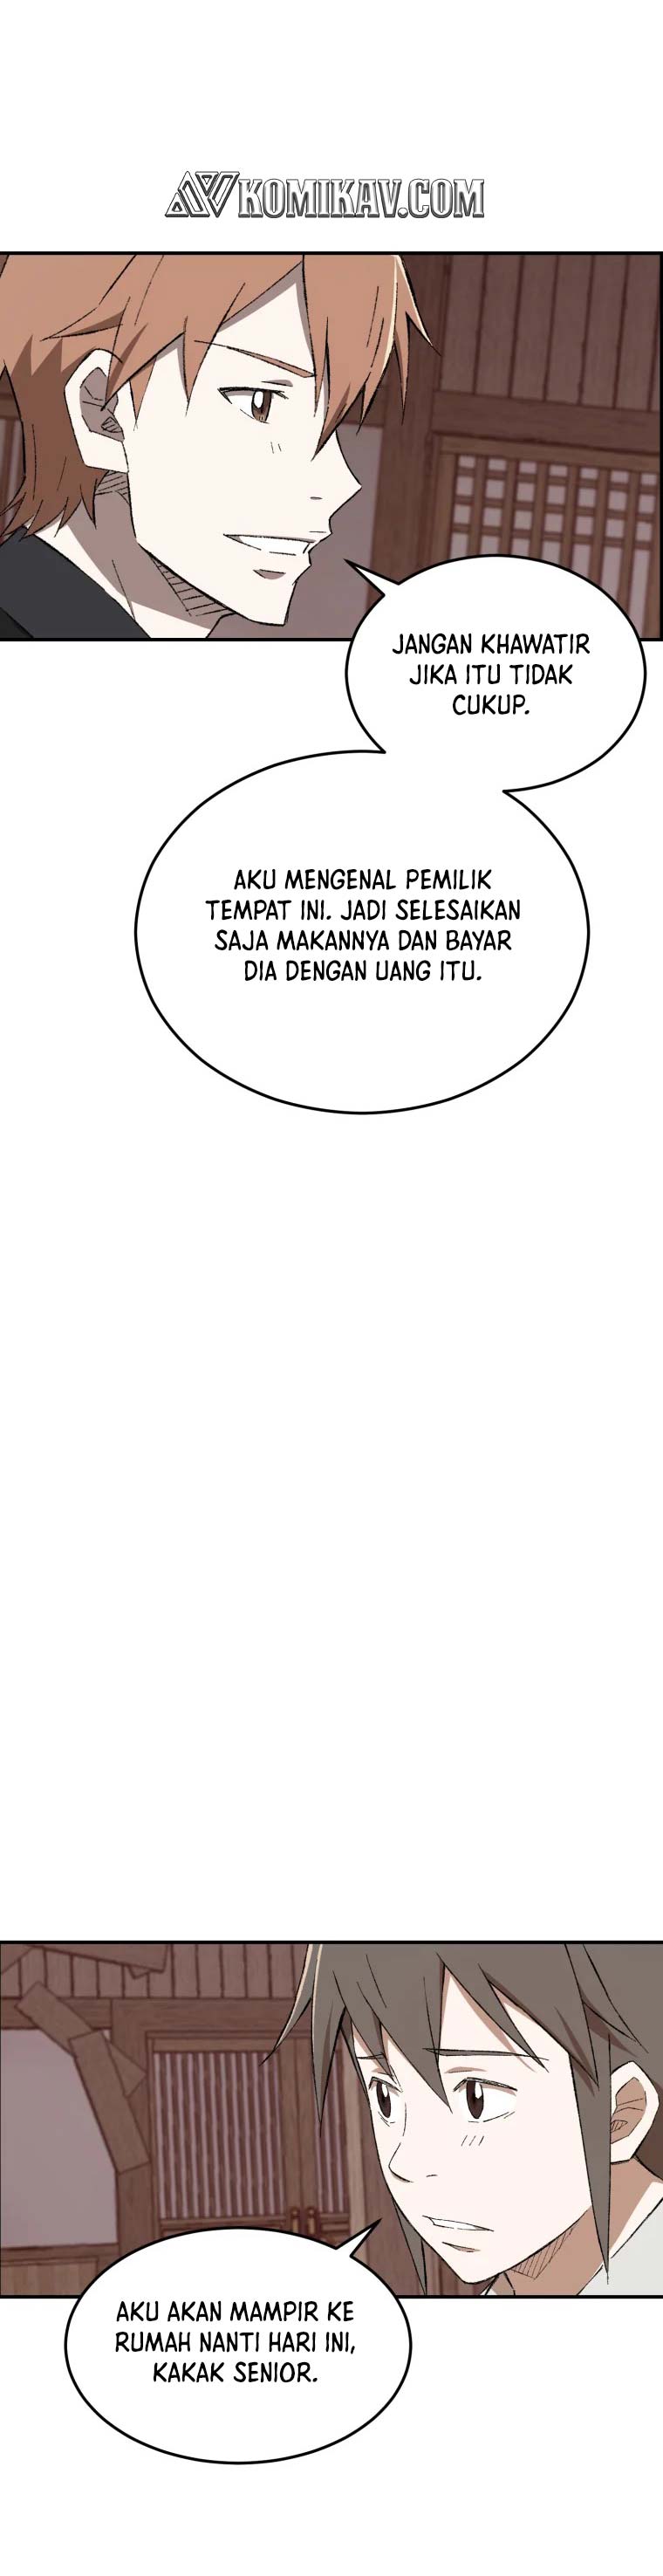 KOMIKAV.COM
JANGAN KHAWATIR
JIKA ITU TIDAK
CUKUP.
AKU MENGENAL PEMILIK
TEMPAT INI. JADI SELESAIKAN
SAJA MAKANNYA DAN BAYAR
DIA DENGAN UANG ITU.
AKU AKAN MAMPIR KE
RUMAH NANTI HARI INI,
KAKAK SENIOR.